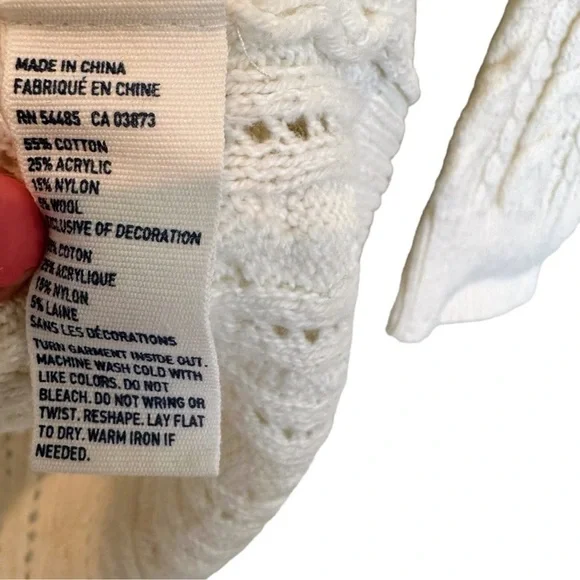 MADE IN CHINA
FABRIQUÉ EN CHINE
RN 54485 CA 03873
55% COTTON
25% ACRYLIC
15% NYLON
WOOL
EXCLUSIVE OF DECORATION
COTON
ACRYLIQUE
15% NYLON
5% LAINE
SANS LES DÉCORATIONS
TURN GARMENT INSIDE OUT.
MACHINE WASH COLD WITH
LIKE COLORS. DO NOT
BLEACH. DO NOT WRING OR
TWIST. RESHAPE. LAY FLAT
TO DRY. WARM IRON IF
NEEDED.